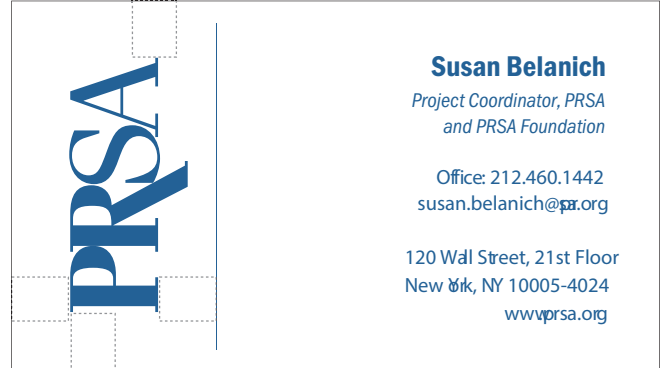 PRSA
Susan Belanich
Project Coordinator, PRSA
and PRSA Foundation
Office: 212.460.1442
susan.belanich@prsa.org
120 Wall Street, 21st Floor
New York, NY 10005-4024
www.prsa.org